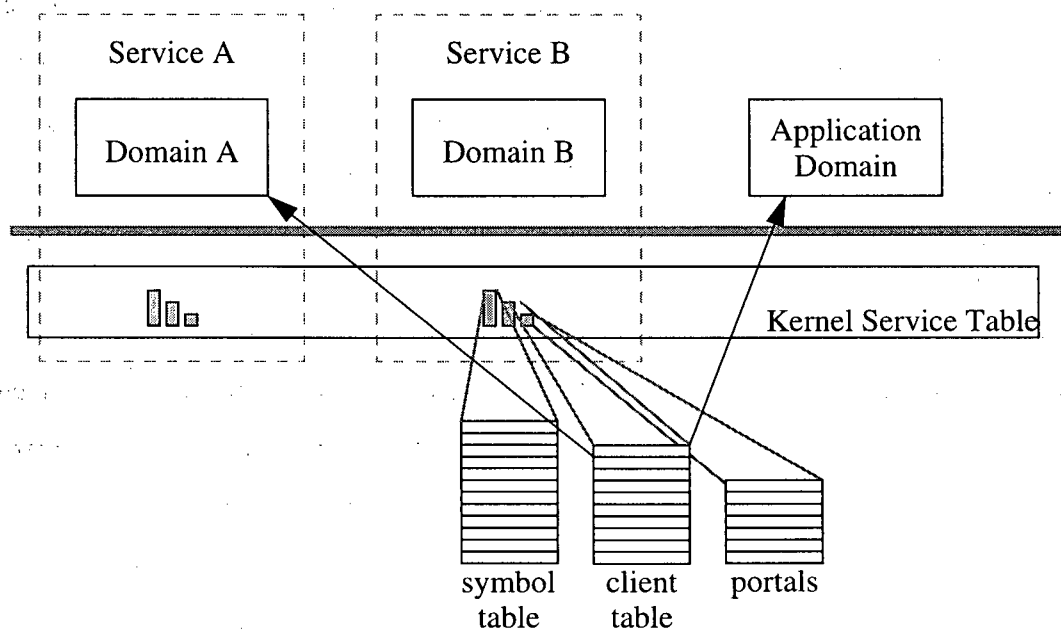 Service A
Service B
Domain A
Domain B
Application
Domain
Kernel Service Table
symbol
table
client
table
portals